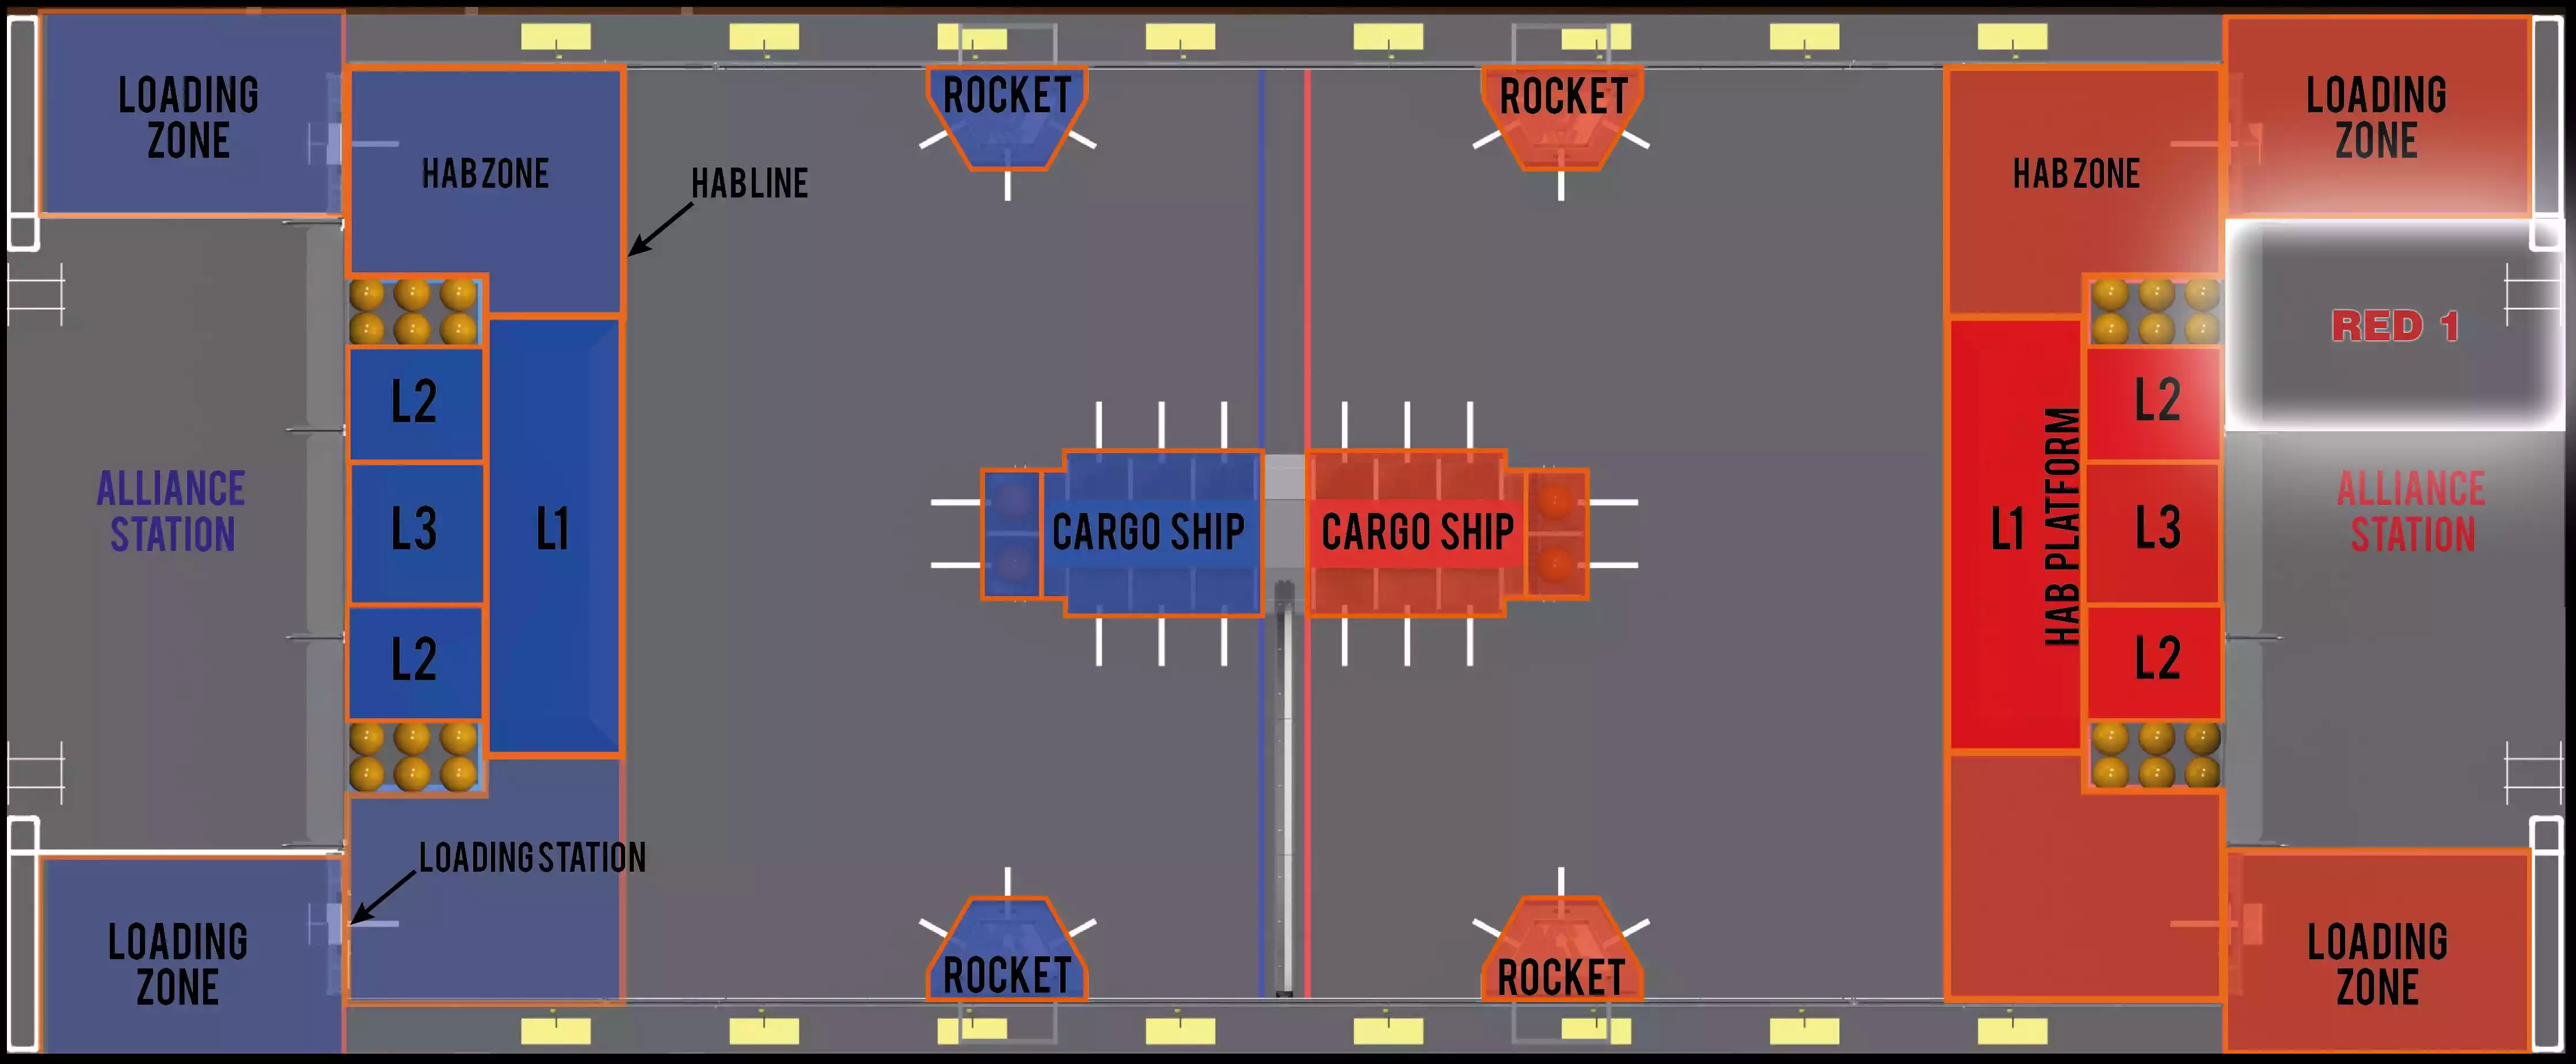 LOADING
ZONE
HAB ZONE
HAB LINE
ROCKET
ROCKET
HAB ZONE
LOADING
ZONE
RED 1
L2
L3
L2
L1
ALLIANCE
STATION
CARGO SHIP
CARGO SHIP
L1
HAB PLATFORM
L2
L3
L2
ALLIANCE
STATION
LOADING STATION
LOADING
ZONE
ROCKET
ROCKET
LOADING
ZONE